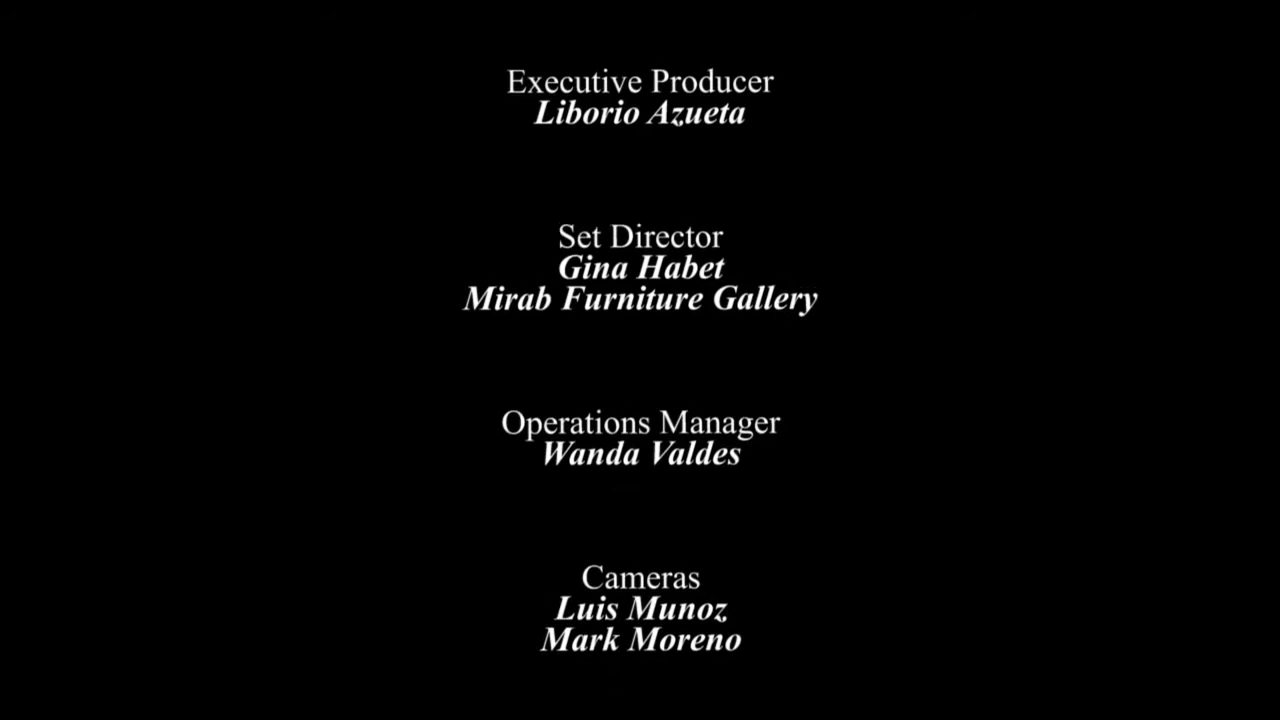 Executive Producer
Liborio Azueta
Set Director
Gina Habet
Mirab Furniture Gallery
Operations Manager
Wanda Valdes
Cameras
Luis Munoz
Mark Moreno